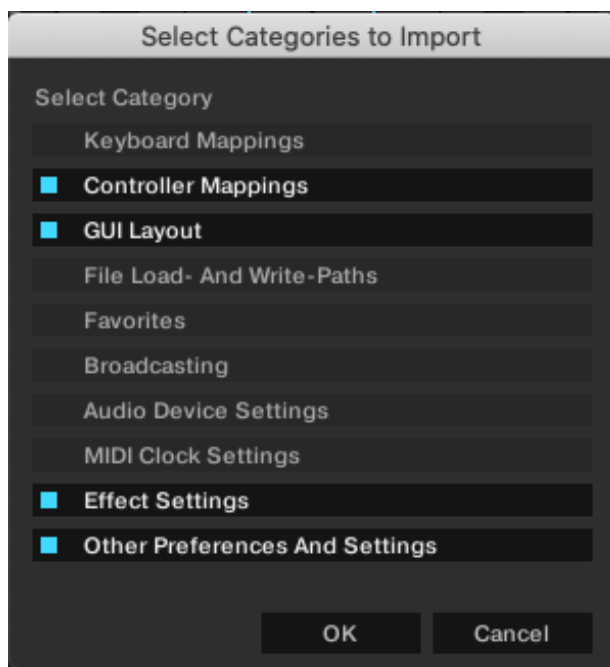 Select Categories to Import
Select Category
Keyboard Mappings
Controller Mappings
GUI Layout
File Load- And Write-Paths
Favorites
Broadcasting
Audio Device Settings
MIDI Clock Settings
Effect Settings
Other Preferences And Settings
OK Cancel